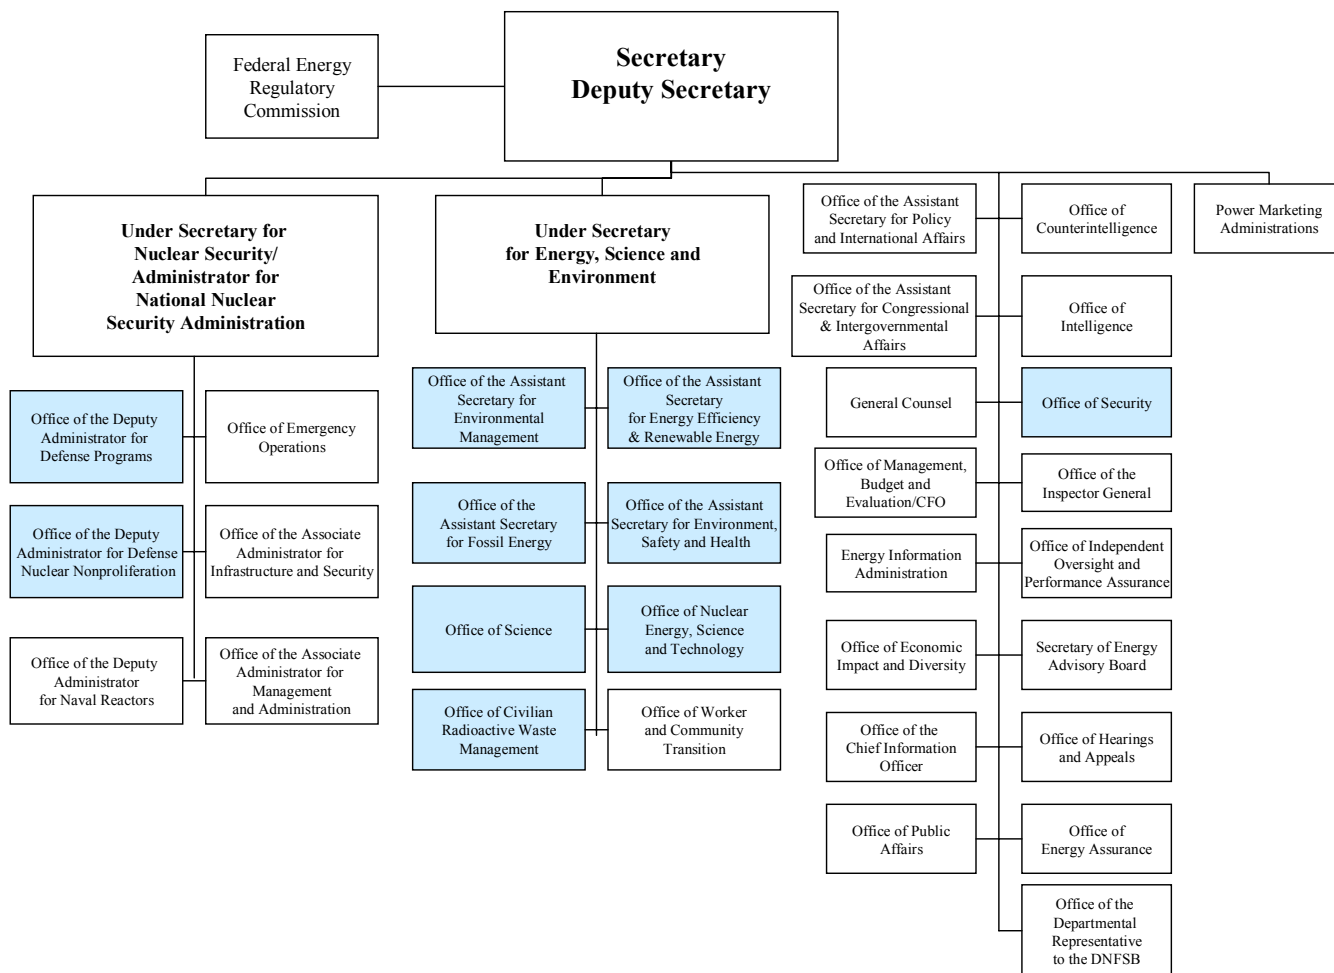 Federal Energy
Regulatory
Commission
Secretary
Deputy Secretary
Under Secretary for
Nuclear Security/
Administrator for
National Nuclear
Security Administration
Office of the Deputy
Administrator for
Defense Programs
Office of Emergency
Operations
Office of the Deputy
Administrator for Defense
Nuclear Nonproliferation
Office of the Associate
Administrator for
Infrastructure and Security
Office of the Deputy
Administrator
for Naval Reactors
Office of the Associate
Administrator for
Management
and Administration
Under Secretary
for Energy, Science and
Environment
Office of the Assistant
Secretary for
Environmental
Management
Office of the Assistant
Secretary
for Energy Efficiency
& Renewable Energy
Office of the
Assistant Secretary
for Fossil Energy
Office of the Assistant
Secretary for Environment,
Safety and Health
Office of Science
Office of Nuclear
Energy, Science
and Technology
Office of Civilian
Radioactive Waste
Management
Office of Worker
and Community
Transition
Office of the Assistant
Secretary for Policy
and International Affairs
Office of
Counterintelligence
Office of the Assistant
Secretary for Congressional
& Intergovernmental
Affairs
Office of
Intelligence
General Counsel
Office of Security
Office of Management,
Budget and
Evaluation/CFO
Office of the
Inspector General
Energy Information
Administration
Office of Independent
Oversight and
Performance Assurance
Office of Economic
Impact and Diversity
Secretary of Energy
Advisory Board
Office of the
Chief Information
Officer
Office of Hearings
and Appeals
Office of Public
Affairs
Office of
Energy Assurance
Office of the
Departmental
Representative
to the DNFSB
Power Marketing
Administrations